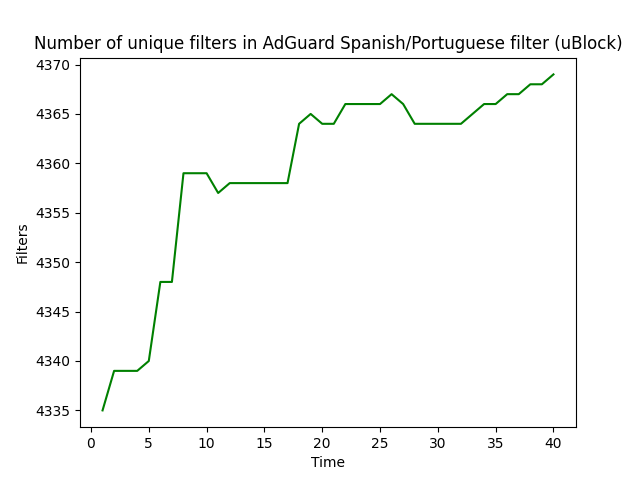 Number of unique filters in AdGuard Spanish/Portuguese filter (uBlock)
4370
4365
4360
4355
4350
4345
4340
4335
Filters
0 5 10 15 20 25 30 35 40
Time